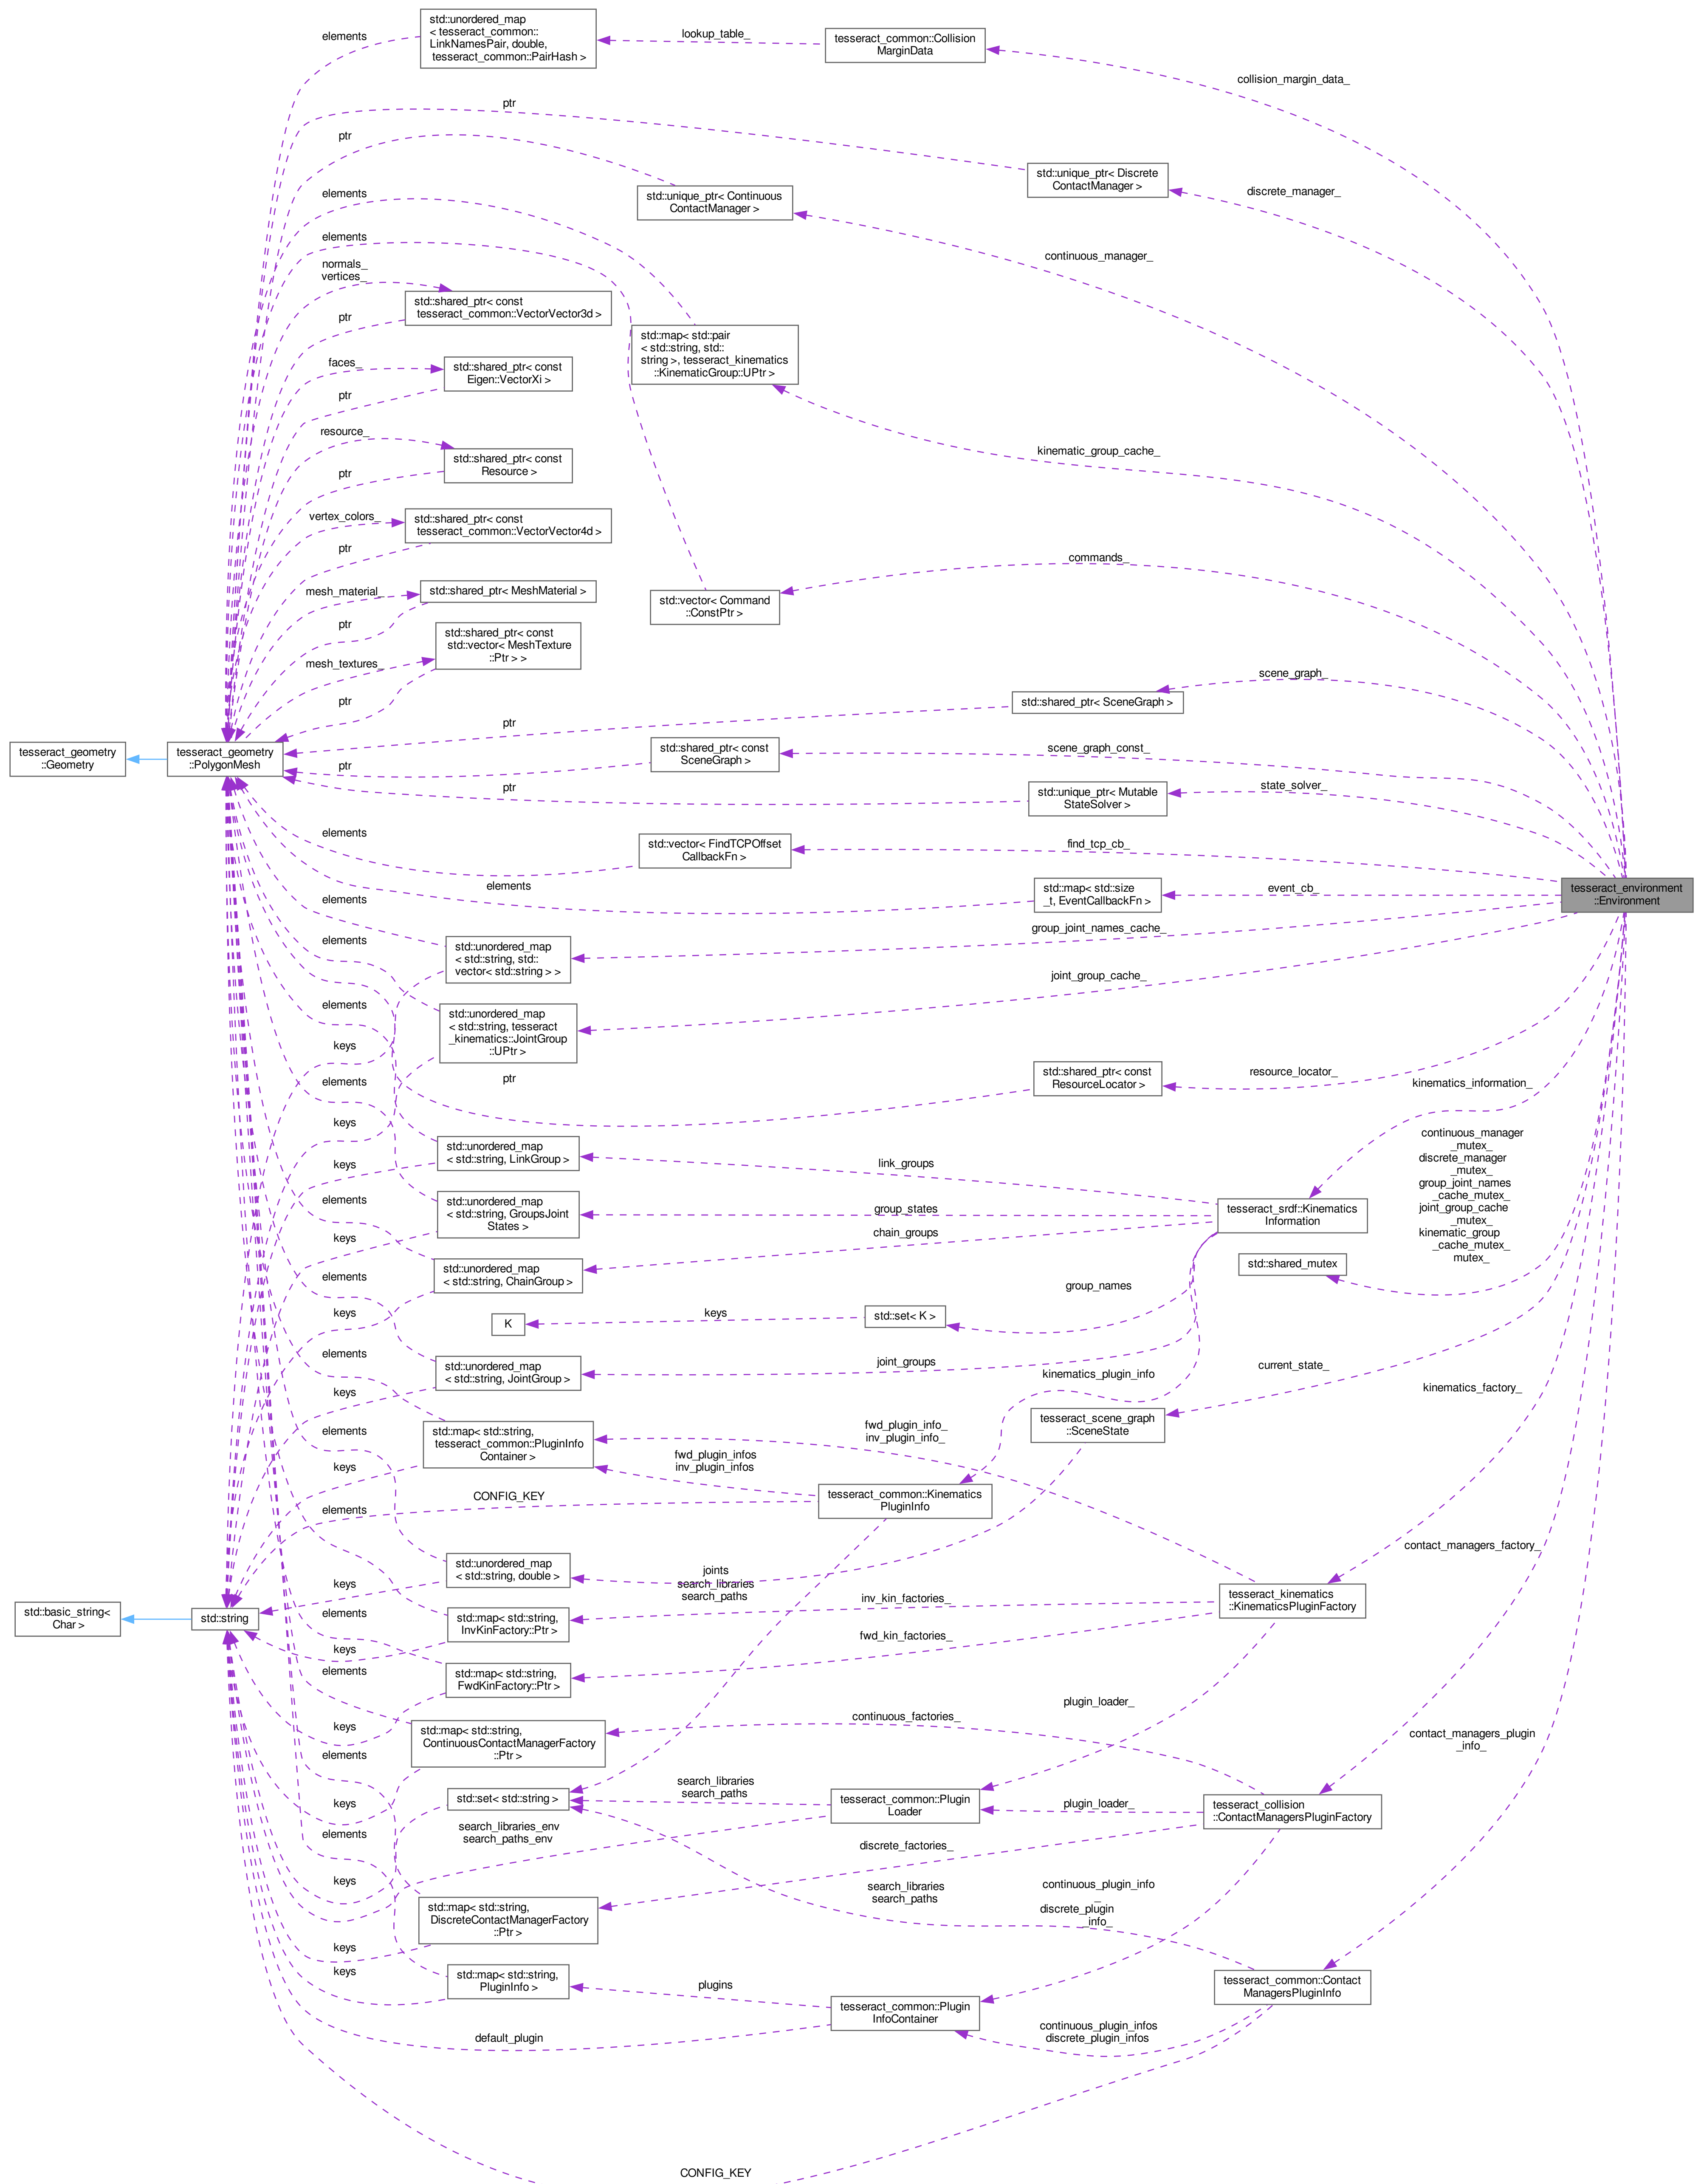 std::unordered_map
< tesseract_common::
LinkNamesPair, double,
tesseract_common::PairHash >
elements
lookup_table_
tesseract_common::Collision
MarginData
collision_margin_data_
ptr
std::unique_ptr< Discrete
ContactManager >
discrete_manager_
ptr
std::unique_ptr< Continuous
ContactManager >
continuous_manager_
elements
elements
normals_
vertices_
std::shared_ptr< const
tesseract_common::VectorVector3d >
ptr
std::map< std::pair
< std::string, std::
string >, tesseract_kinematics
::KinematicGroup::UPtr >
kinematic_group_cache_
faces_
std::shared_ptr< const
Eigen::VectorXi >
ptr
resource_
std::shared_ptr< const
Resource >
ptr
vertex_colors_
std::shared_ptr< const
tesseract_common::VectorVector4d >
ptr
commands_
mesh_material_
std::shared_ptr< MeshMaterial >
std::vector< Command
::ConstPtr >
ptr
std::shared_ptr< const
std::vector< MeshTexture
::Ptr > >
mesh_textures_
ptr
scene_graph_
std::shared_ptr< SceneGraph >
ptr
tesseract_geometry
::Geometry
tesseract_geometry
::PolygonMesh
std::shared_ptr< const
SceneGraph >
scene_graph_const_
ptr
ptr
std::unique_ptr< Mutable
StateSolver >
state_solver_
elements
std::vector< FindTCPOffset
CallbackFn >
find_tcp_cb_
elements
elements
std::map< std::size
_t, EventCallbackFn >
event_cb_
tesseract_environment
::Environment
group_joint_names_cache_
std::unordered_map
< std::string, std::
vector< std::string > >
elements
joint_group_cache_
std::unordered_map
< std::string, tesseract
_kinematics::JointGroup
::UPtr >
elements
keys
ptr
std::shared_ptr< const
ResourceLocator >
resource_locator_
kinematics_information_
elements
keys
std::unordered_map
< std::string, LinkGroup >
link_groups
keys
continuous_manager
_mutex_
discrete_manager
_mutex_
group_joint_names
_cache_mutex_
joint_group_cache
_mutex_
kinematic_group
_cache_mutex_
mutex_
elements
std::unordered_map
< std::string, GroupsJoint
States >
group_states
tesseract_srdf::Kinematics
Information
keys
chain_groups
std::unordered_map
< std::string, ChainGroup >
std::shared_mutex
elements
group_names
keys
K
keys
std::set< K >
elements
std::unordered_map
< std::string, JointGroup >
joint_groups
kinematics_plugin_info
current_state_
keys
kinematics_factory_
tesseract_scene_graph
::SceneState
elements
std::map< std::string,
tesseract_common::PluginInfo
Container >
fwd_plugin_info_
inv_plugin_info_
keys
fwd_plugin_infos
inv_plugin_infos
CONFIG_KEY
tesseract_common::Kinematics
PluginInfo
elements
contact_managers_factory_
std::unordered_map
< std::string, double >
joints
search_libraries
search_paths
keys
tesseract_kinematics
::KinematicsPluginFactory
inv_kin_factories_
std::basic_string<
Char >
std::string
std::map< std::string,
InvKinFactory::Ptr >
elements
keys
fwd_kin_factories_
std::map< std::string,
FwdKinFactory::Ptr >
elements
plugin_loader_
keys
continuous_factories_
std::map< std::string,
ContinuousContactManagerFactory
::Ptr >
contact_managers_plugin
_info_
elements
search_libraries
search_paths
std::set< std::string >
tesseract_common::Plugin
Loader
plugin_loader_
tesseract_collision
::ContactManagersPluginFactory
keys
search_libraries_env
search_paths_env
elements
discrete_factories_
keys
search_libraries
search_paths
continuous_plugin_info
_
discrete_plugin
_info_
std::map< std::string,
DiscreteContactManagerFactory
::Ptr >
keys
keys
std::map< std::string,
PluginInfo >
plugins
tesseract_common::Contact
ManagersPluginInfo
tesseract_common::Plugin
InfoContainer
continuous_plugin_infos
discrete_plugin_infos
default_plugin
CONFIG_KEY